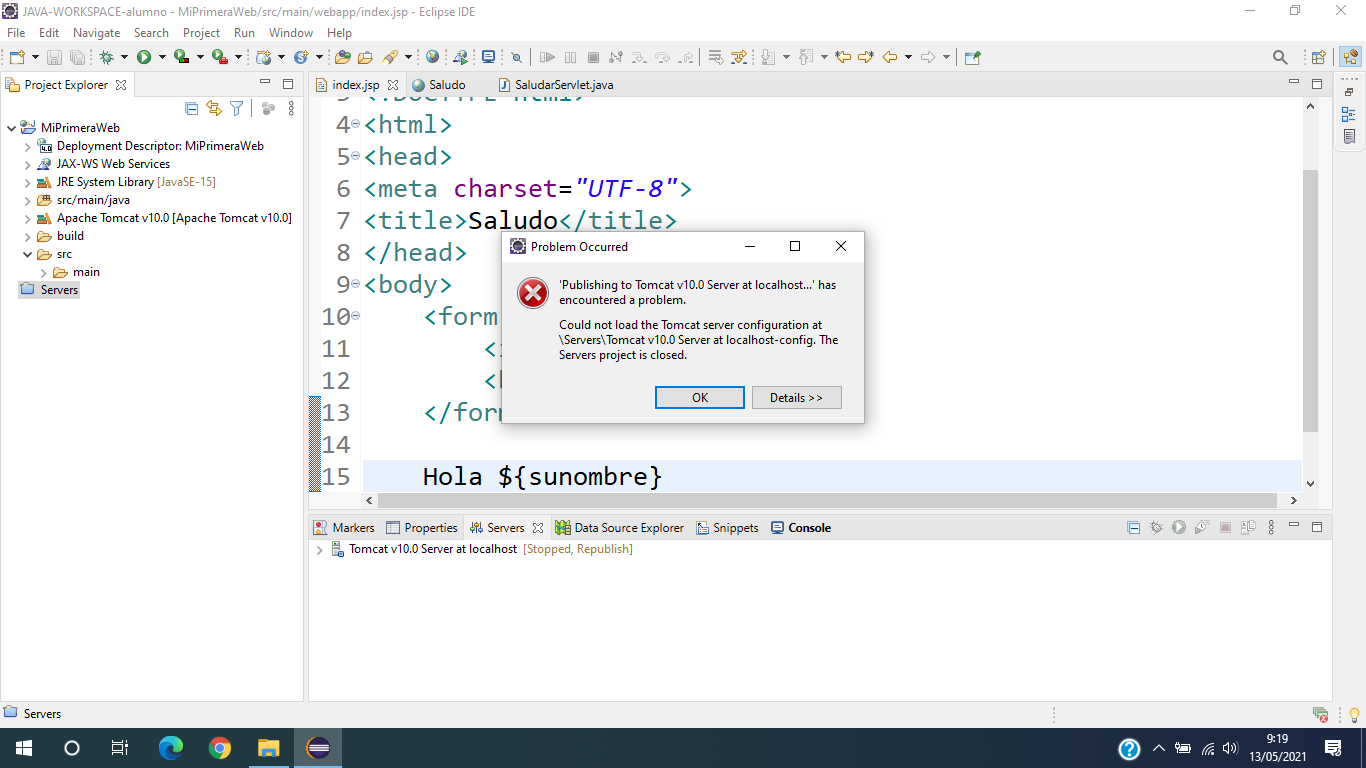 JAVA-WORKSPACE-alumno - MiPrimeraWeb/src/main/webapp/index.jsp - Eclipse IDE
File Edit Navigate Search Project Run Window Help
Project Explorer
index.jsp
Saludo
SaludarServlet.java
MiPrimeraWeb
Deployment Descriptor: MiPrimeraWeb
JAX-WS Web Services
JRE System Library [JavaSE-15]
src/main/java
Apache Tomcat v10.0 [Apache Tomcat v10.0]
build
src
main
Servers
4 <html>
5 <head>
6 <meta charset="UTF-8">
7 <title>Saludo</title>
8 </head>
9 <body>
10 <form
11 <
12 <
13 </for
14
15 Hola ${sunombre}
Problem Occurred
'Publishing to Tomcat v10.0 Server at localhost...' has
encountered a problem.
Could not load the Tomcat server configuration at
\Servers\Tomcat v10.0 Server at localhost-config. The
Servers project is closed.
OK
Details >>
Markers Properties Servers Data Source Explorer Snippets Console
Tomcat v10.0 Server at localhost [Stopped, Republish]
Servers
9:19
13/05/2021